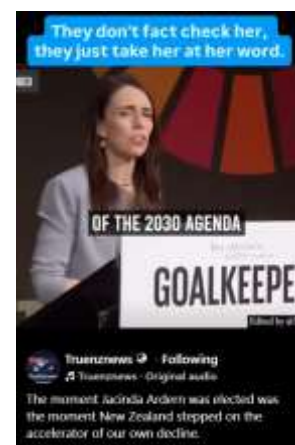 They don't fact check her,
they just take her at her word.
OF THE 2030 AGENDA
GOALKEEPE
Edited by
Truenznews · Following
Truenznews · Original audio
The moment Jacinda Ardern was elected was
the moment New Zealand stepped on the
accelerator of our own decline.